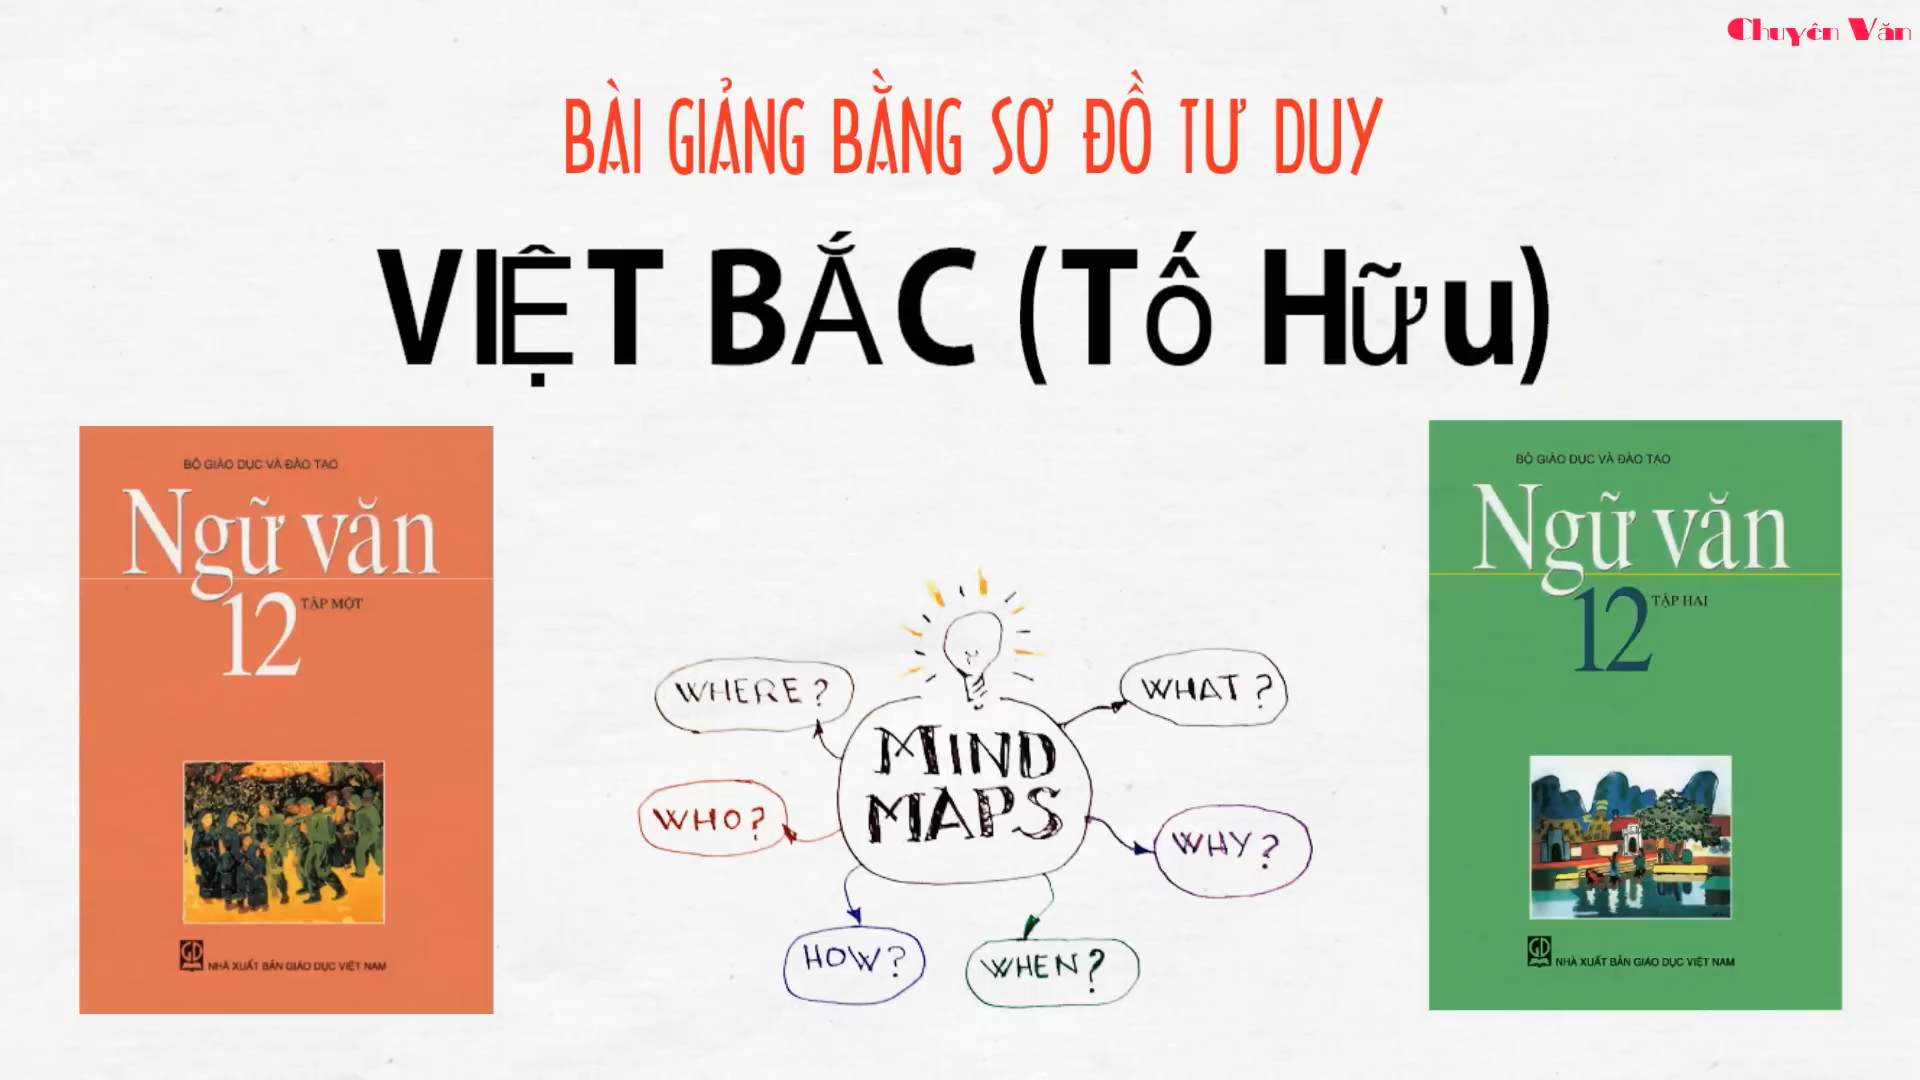 Chuyên Văn
BÀI GIẢNG BẰNG SƠ ĐỒ TƯ DUY
VIỆT BẮC (Tố Hữu)
BỘ GIÁO DỤC VÀ ĐÀO TẠO
Ngữ văn
12 TẬP MỘT
NHÀ XUẤT BẢN GIÁO DỤC VIỆT NAM
WHERE?
WHAT?
MIND
MAPS
WHO?
WHY?
HOW?
WHEN?
BỘ GIÁO DỤC VÀ ĐÀO TẠO
Ngữ văn
12 TẬP HAI
GD
NHÀ XUẤT BẢN GIÁO DỤC VIỆT NAM